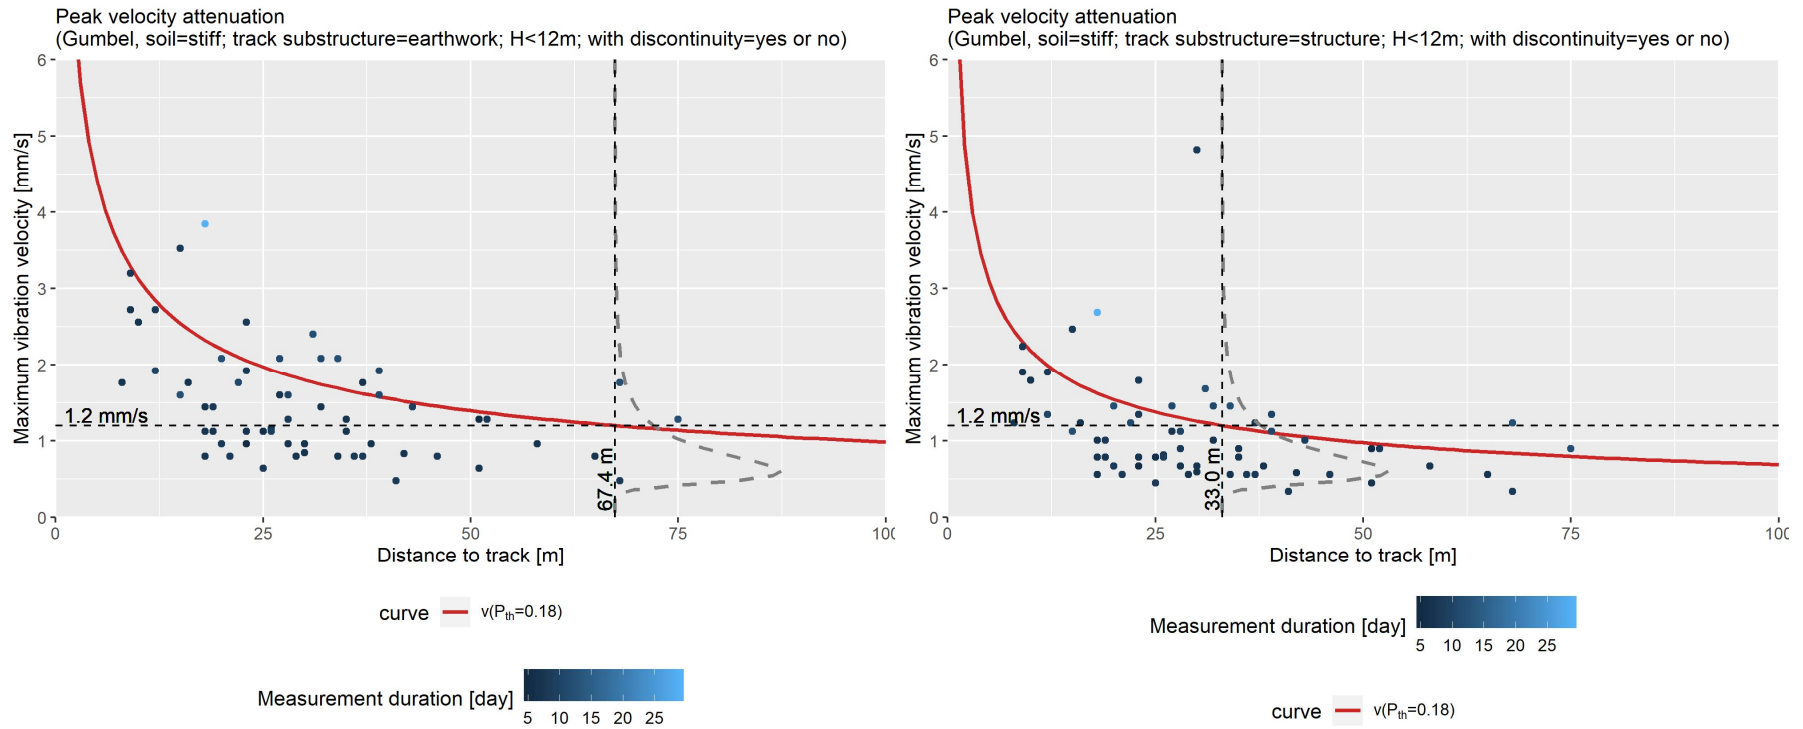 Peak velocity attenuation
(Gumbel, soil=stiff; track substructure=earthwork; H<12m; with discontinuity=yes or no)
Maximum vibration velocity [mm/s]
6
5
4
3
2
1
0
1.2 mm/s
67.4 m
0 25 50 75 100
Distance to track [m]
curve v(Pth=0.18)
Measurement duration [day]
5 10 15 20 25
Peak velocity attenuation
(Gumbel, soil=stiff; track substructure=structure; H<12m; with discontinuity=yes or no)
Maximum vibration velocity [mm/s]
6
5
4
3
2
1
0
1.2 mm/s
33.0 m
0 25 50 75 100
Distance to track [m]
Measurement duration [day]
5 10 15 20 25
curve v(Pth=0.18)